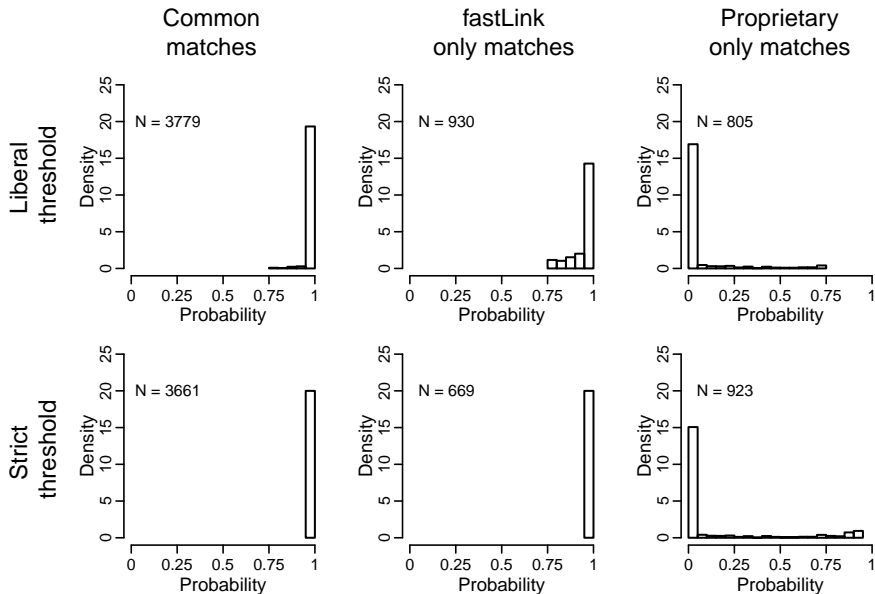 Common
matches
fastLink
only matches
Proprietary
only matches
Liberal
threshold
Density
0 5 10 15 20 25
N = 3779
0 0.25 0.5 0.75 1
Probability
Density
0 5 10 15 20 25
N = 930
0 0.25 0.5 0.75 1
Probability
Density
0 5 10 15 20 25
N = 805
0 0.25 0.5 0.75 1
Probability
Strict
threshold
Density
0 5 10 15 20 25
N = 3661
0 0.25 0.5 0.75 1
Probability
Density
0 5 10 15 20 25
N = 669
0 0.25 0.5 0.75 1
Probability
Density
0 5 10 15 20 25
N = 923
0 0.25 0.5 0.75 1
Probability